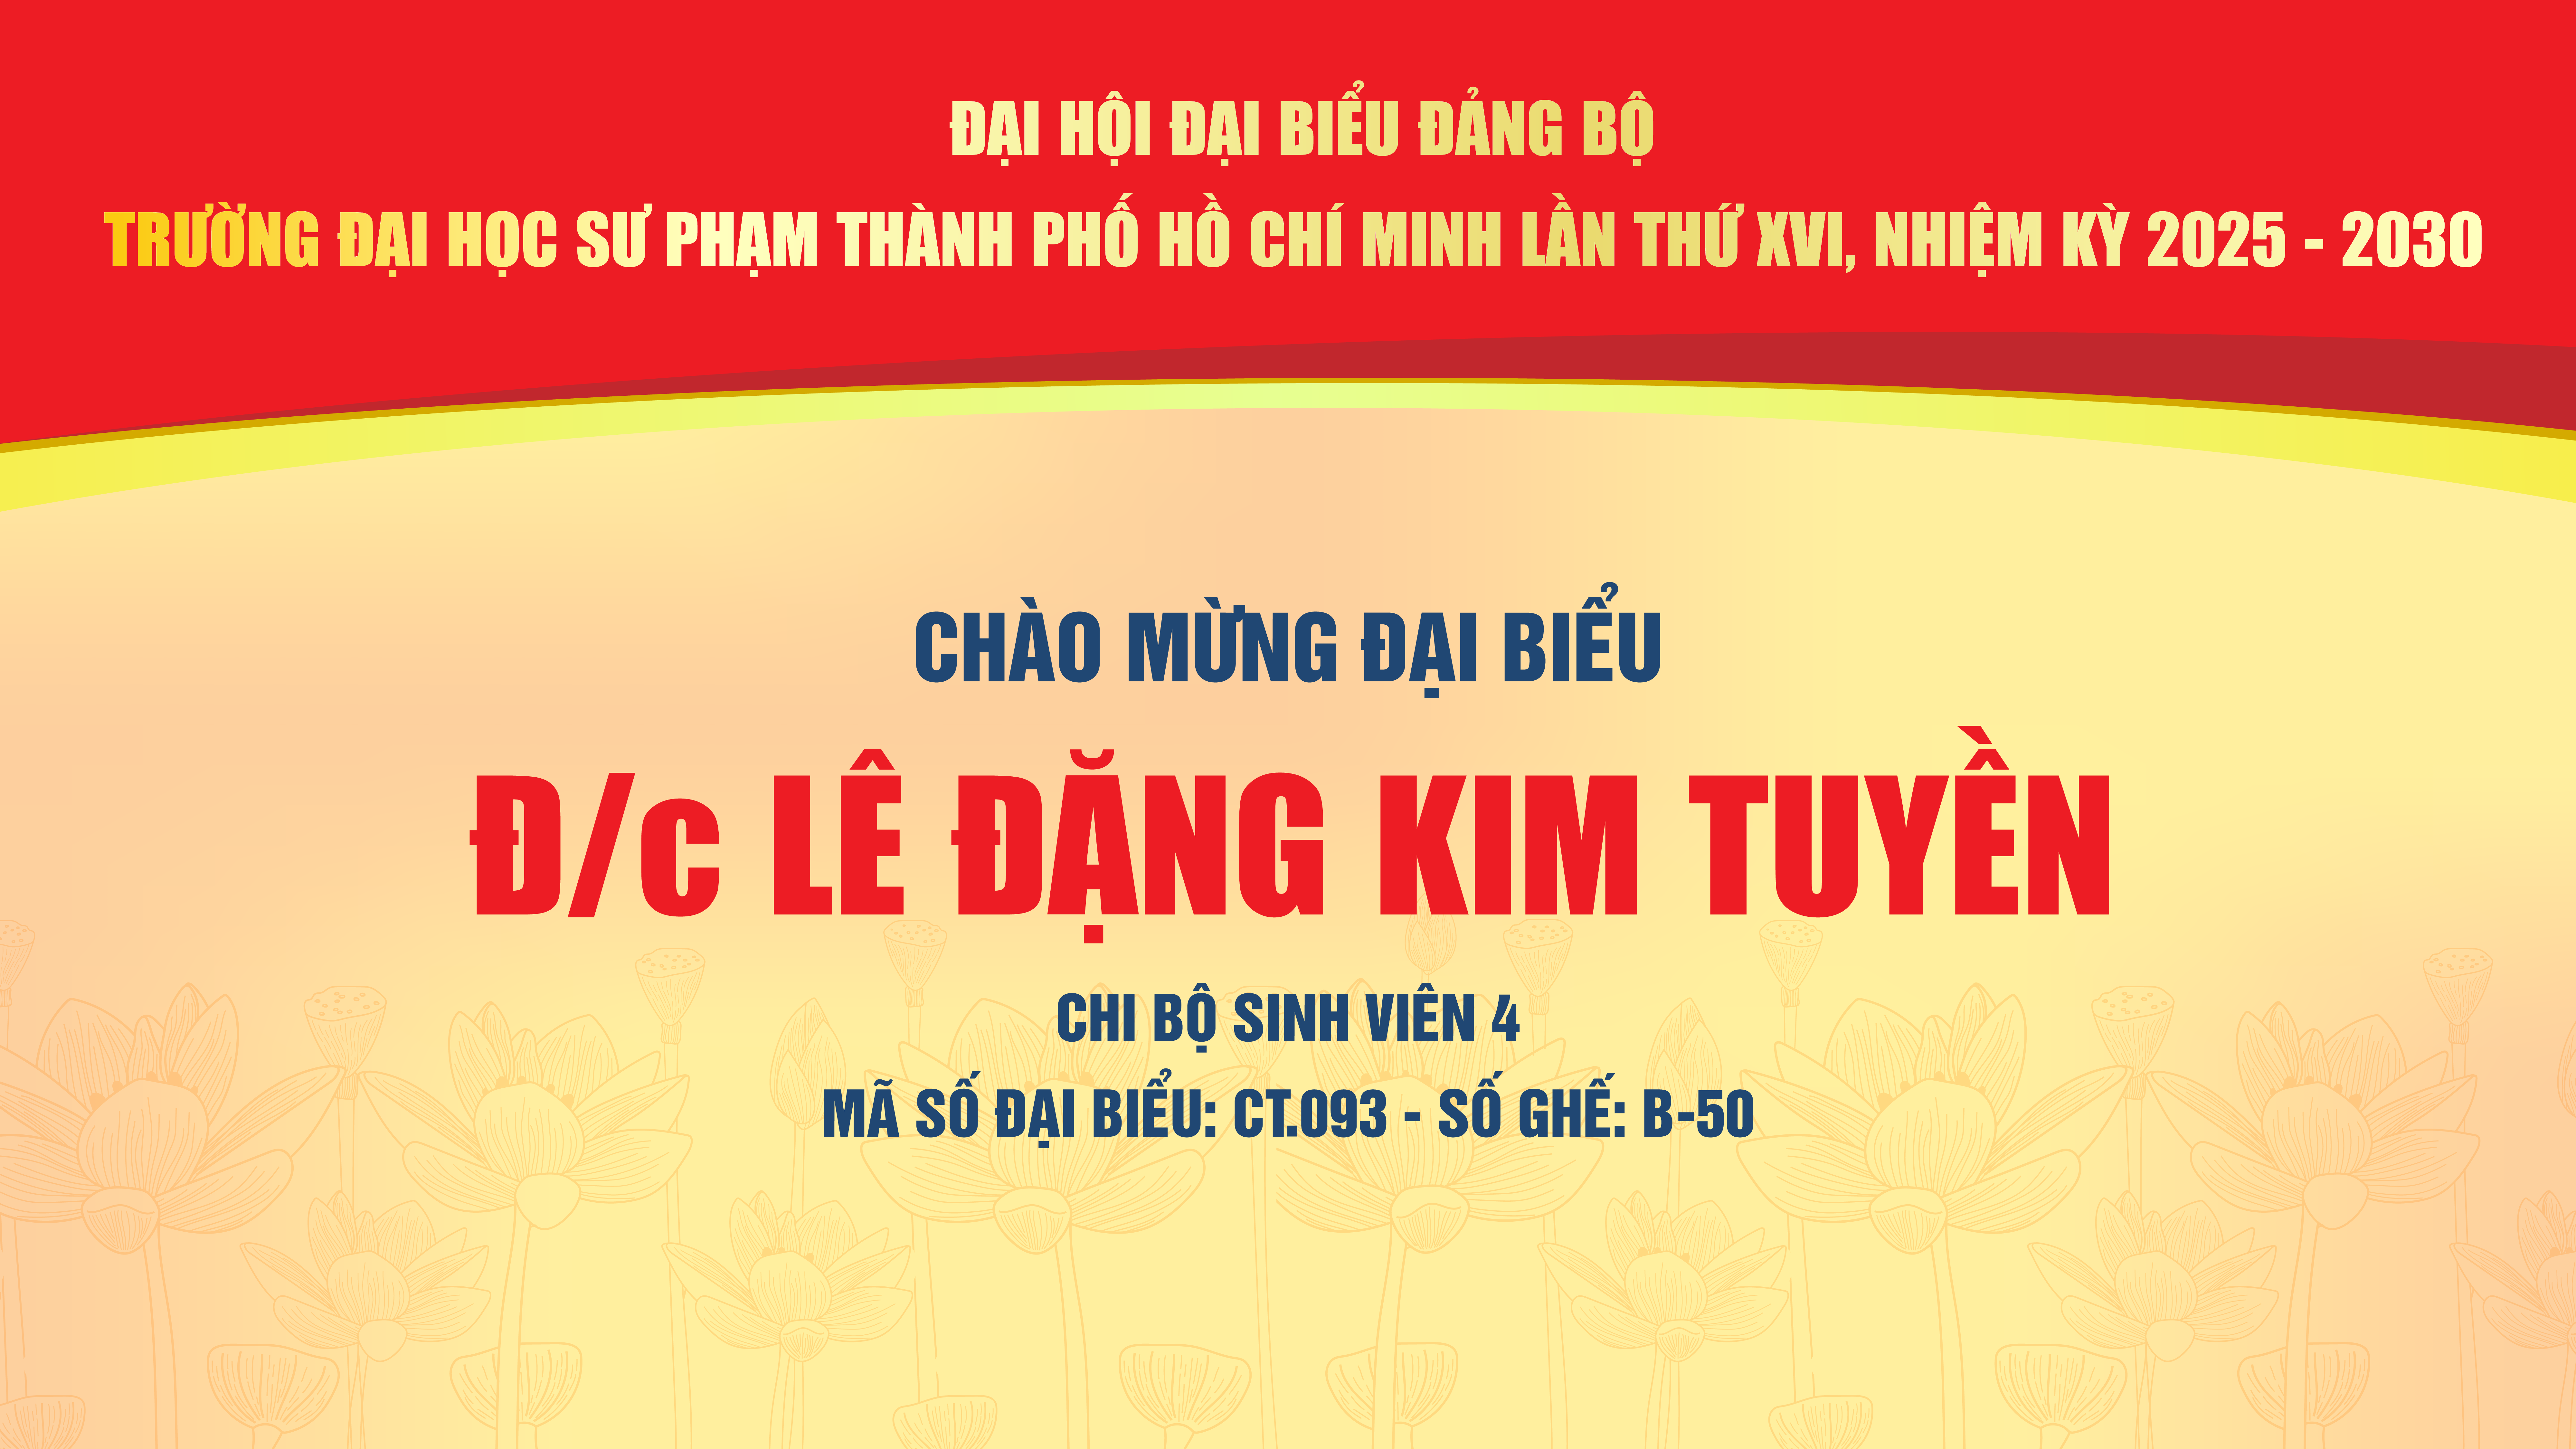 ĐẠI HỘI ĐẠI BIỂU ĐẢNG BỘ
TRƯỜNG ĐẠI HỌC SƯ PHẠM THÀNH PHỐ HỒ CHÍ MINH LẦN THỨ XVI, NHIỆM KỲ 2025 - 2030
CHÀO MỪNG ĐẠI BIỂU
Đ/c LÊ ĐẶNG KIM TUYỀN
CHI BỘ SINH VIÊN 4
MÃ SỐ ĐẠI BIỂU: CT.093 - SỐ GHẾ: B-50